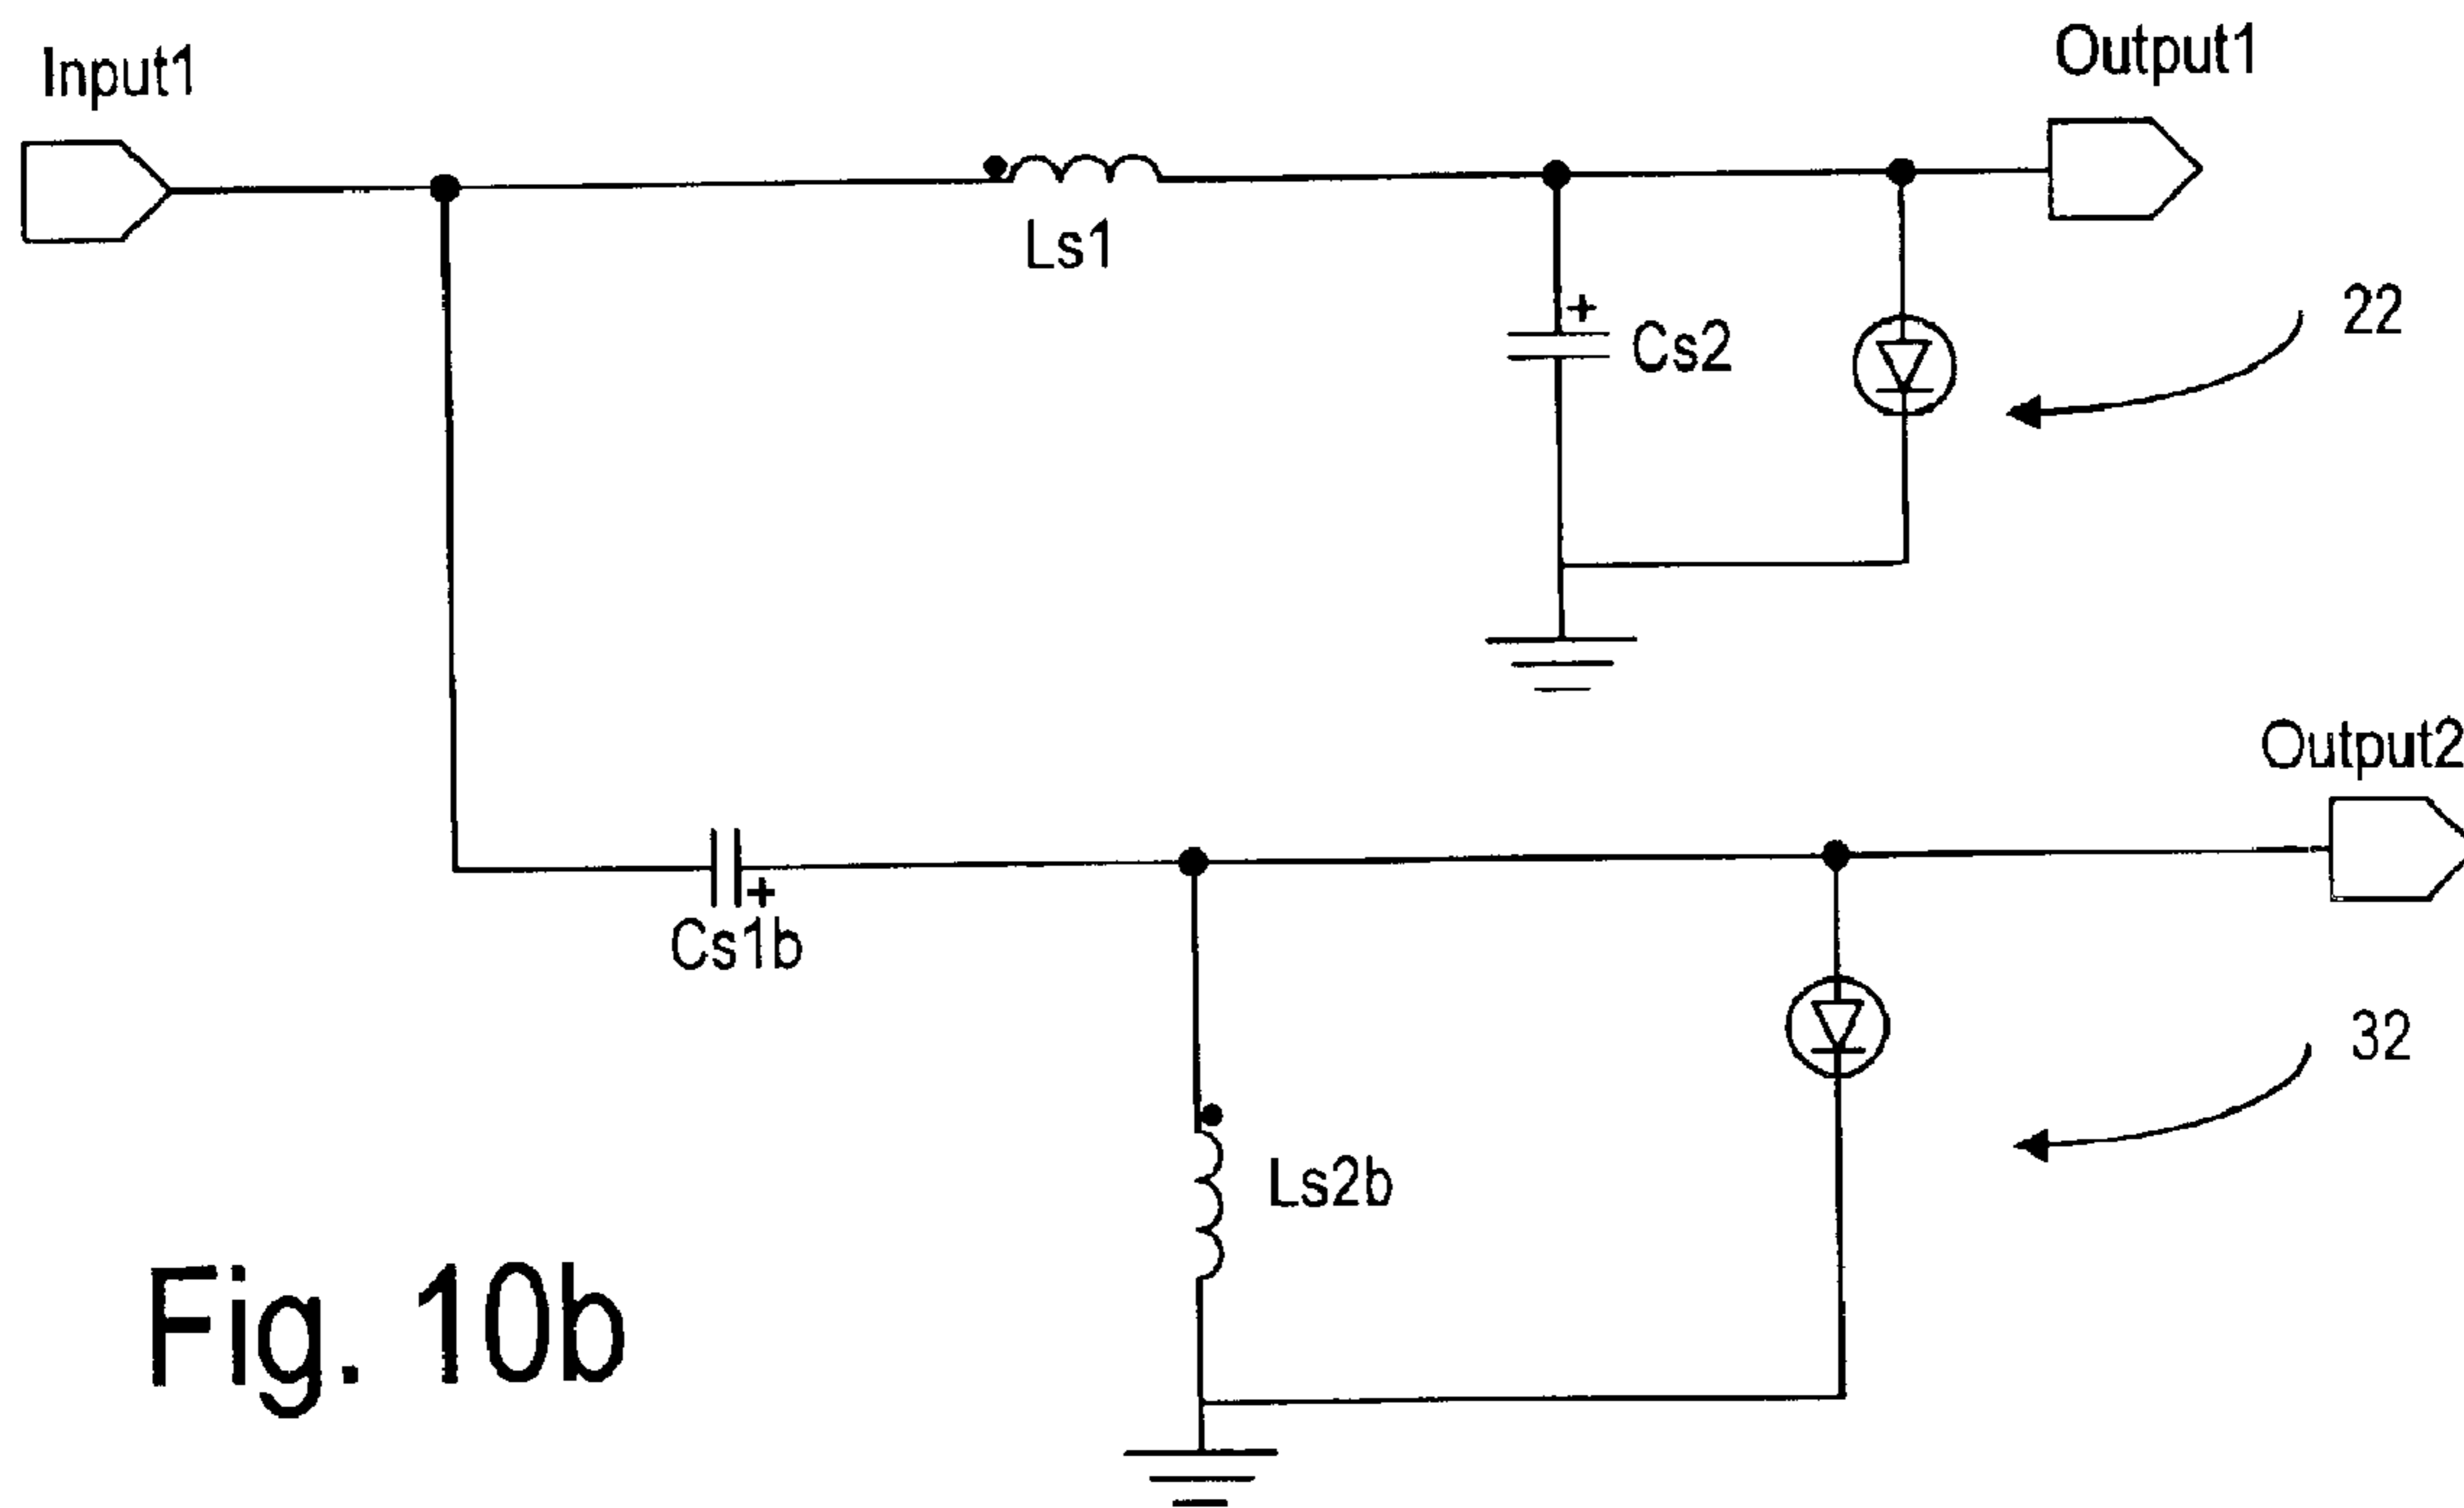 Input1
Output1
Ls1
+
Cs2
22
Output2
+
Cs1b
32
Ls2b
Fig. 10b